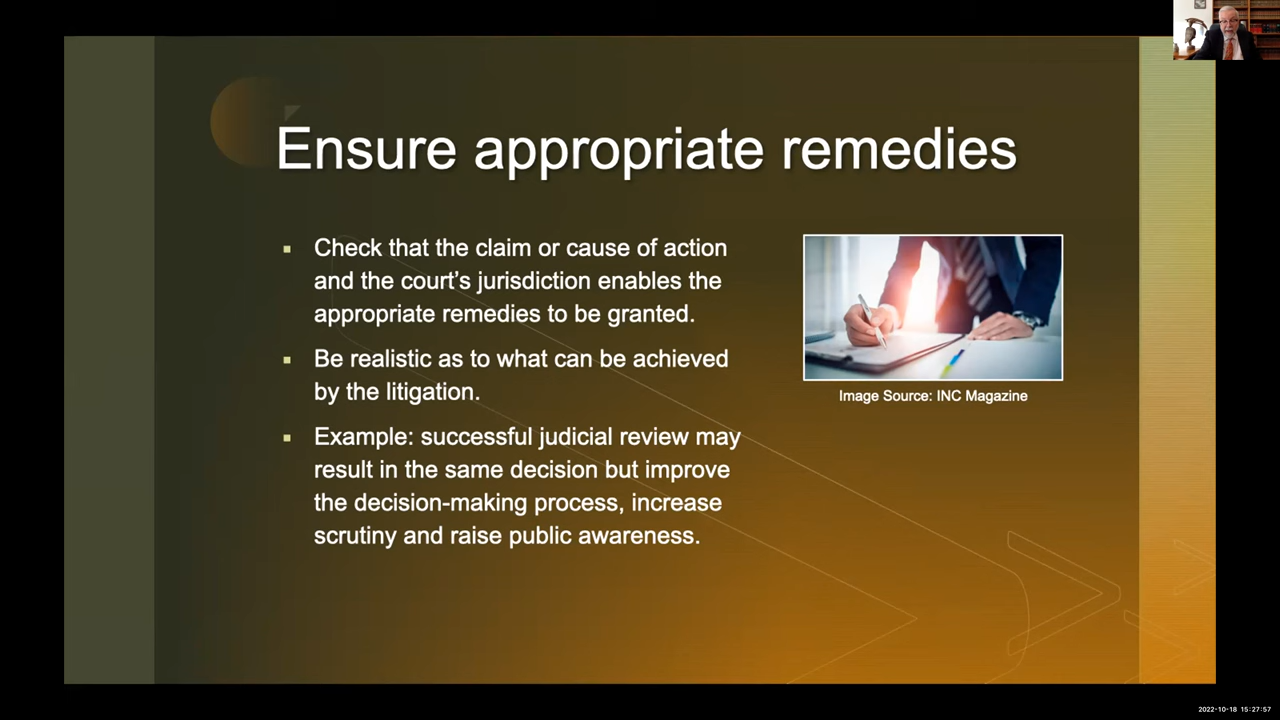 Ensure appropriate remedies
Check that the claim or cause of action
and the court’s jurisdiction enables the
appropriate remedies to be granted.
Be realistic as to what can be achieved
by the litigation.
Example: successful judicial review may
result in the same decision but improve
the decision-making process, increase
scrutiny and raise public awareness.
Image Source: INC Magazine
2022-10-18 15:27:57